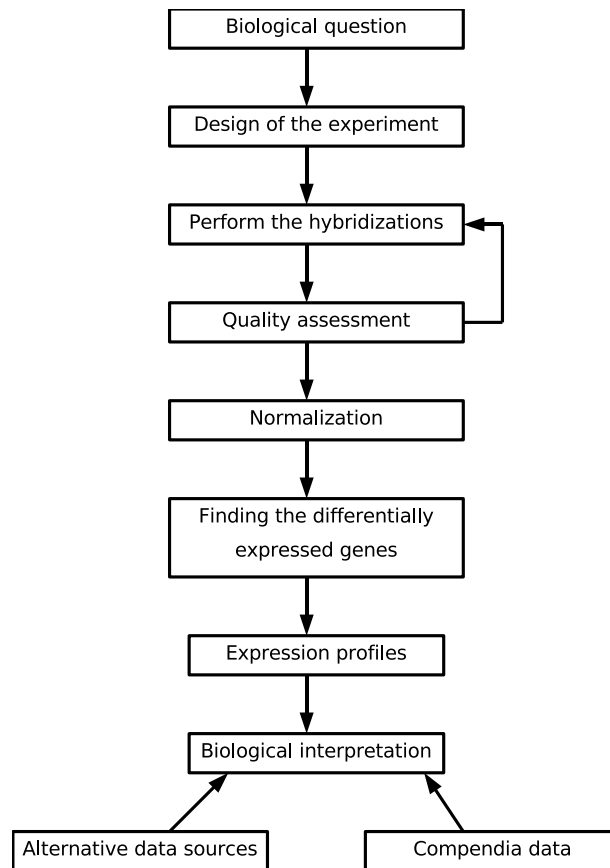 Biological question
Design of the experiment
Perform the hybridizations
Quality assessment
Normalization
Finding the differentially
expressed genes
Expression profiles
Biological interpretation
Alternative data sources
Compendia data